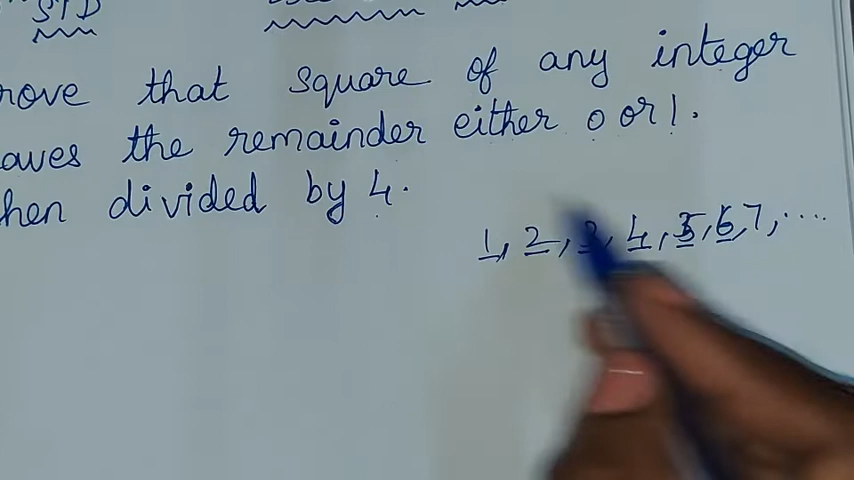 STD
rove that square of any integer
aves the remainder either 0 or 1.
hen divided by 4.
1, 2, 3, 4, 5, 6, 7, ....